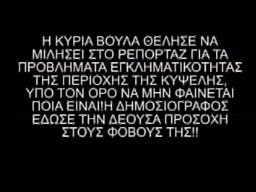 Η ΚΥΡΙΑ ΒΟΥΛΑ ΘΕΛΗΣΕ ΝΑ
ΜΙΛΗΣΕΙ ΣΤΟ ΡΕΠΟΡΤΑΖ ΓΙΑ ΤΑ
ΠΡΟΒΛΗΜΑΤΑ ΕΓΚΛΗΜΑΤΙΚΟΤΗΤΑΣ
ΤΗΣ ΠΕΡΙΟΧΗΣ ΤΗΣ ΚΥΨΕΛΗΣ,
ΥΠΟ ΤΟΝ ΟΡΟ ΝΑ ΜΗΝ ΦΑΙΝΕΤΑΙ
ΠΟΙΑ ΕΙΝΑΙ!Η ΔΗΜΟΣΙΟΓΡΑΦΟΣ
ΕΔΩΣΕ ΤΗΝ ΔΕΟΥΣΑ ΠΡΟΣΟΧΗ
ΣΤΟΥΣ ΦΟΒΟΥΣ ΤΗΣ!!